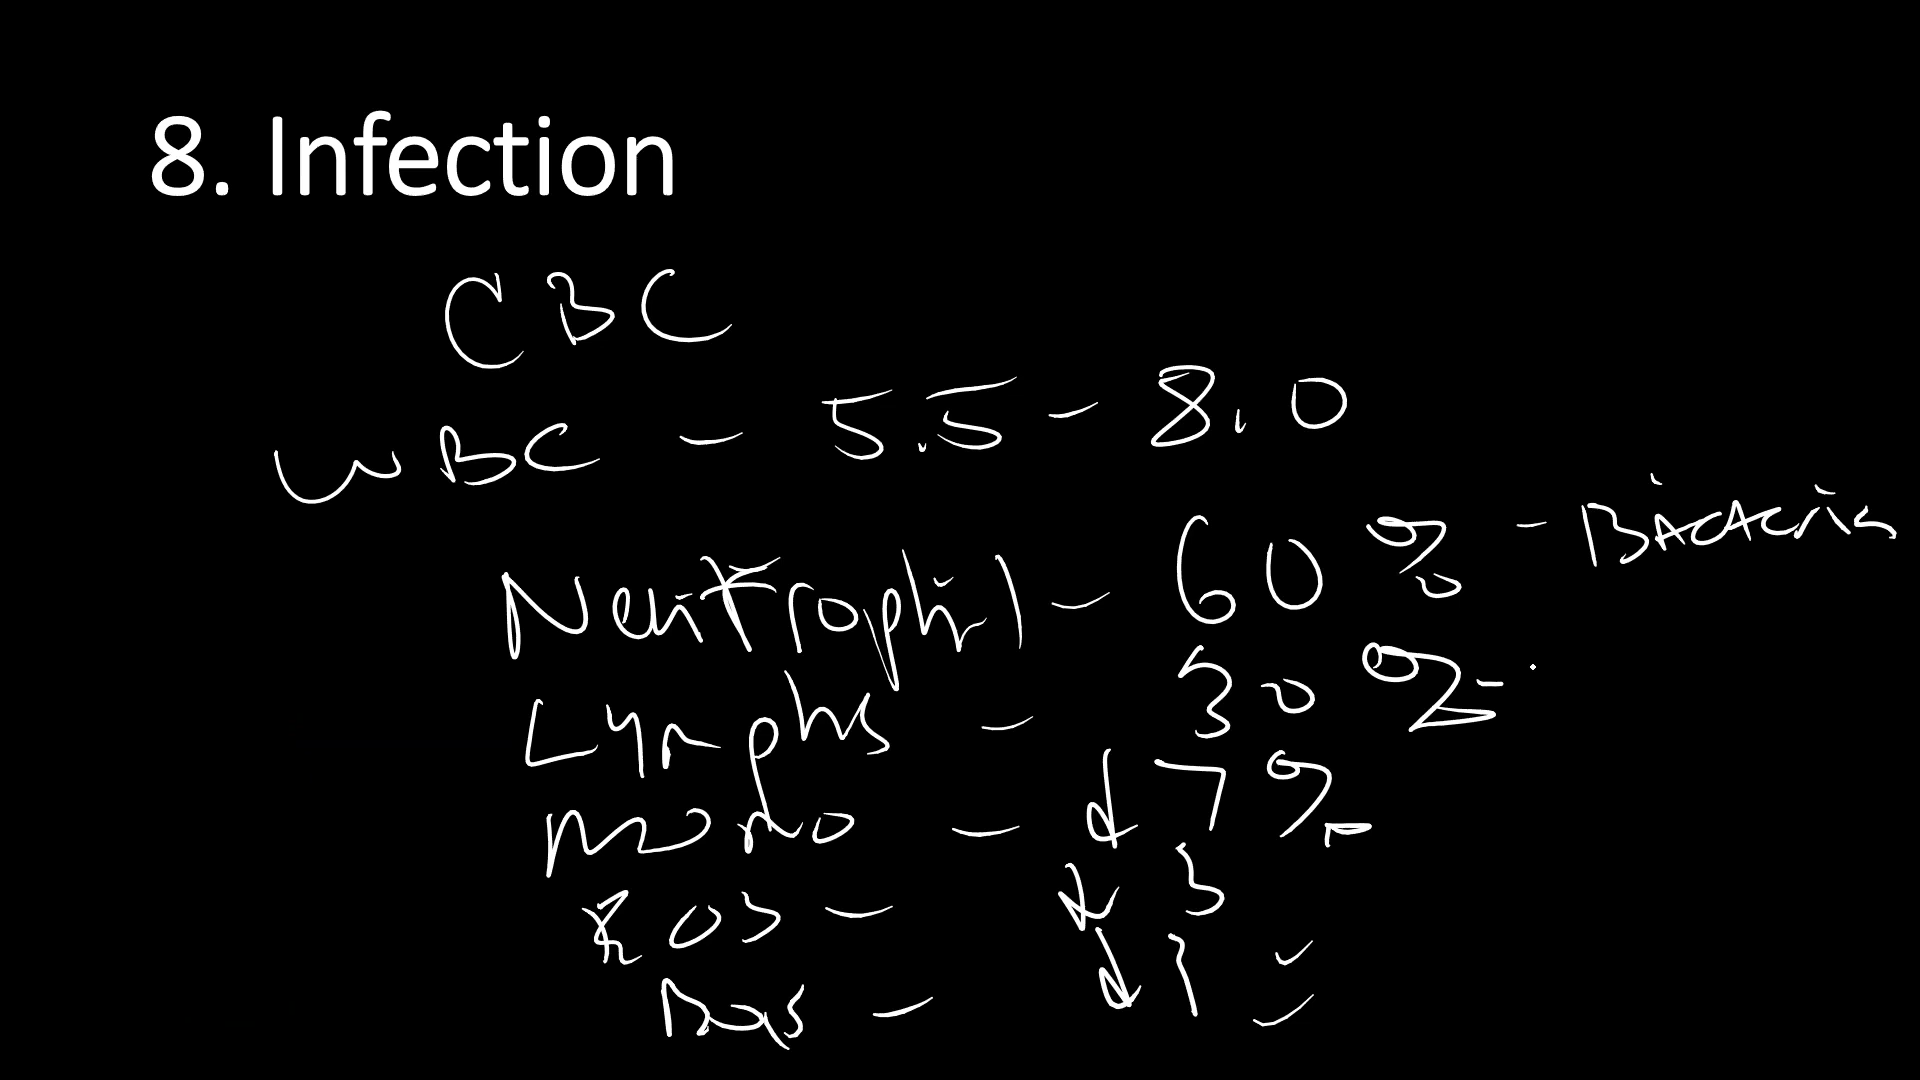 8. Infection
CBC
WBC - 5.5 - 8.0
Neutrophil - 60% - Bacteria
Lymphs - 30% -
Mono - < 7%
Eos - < 3
Bas - < 1